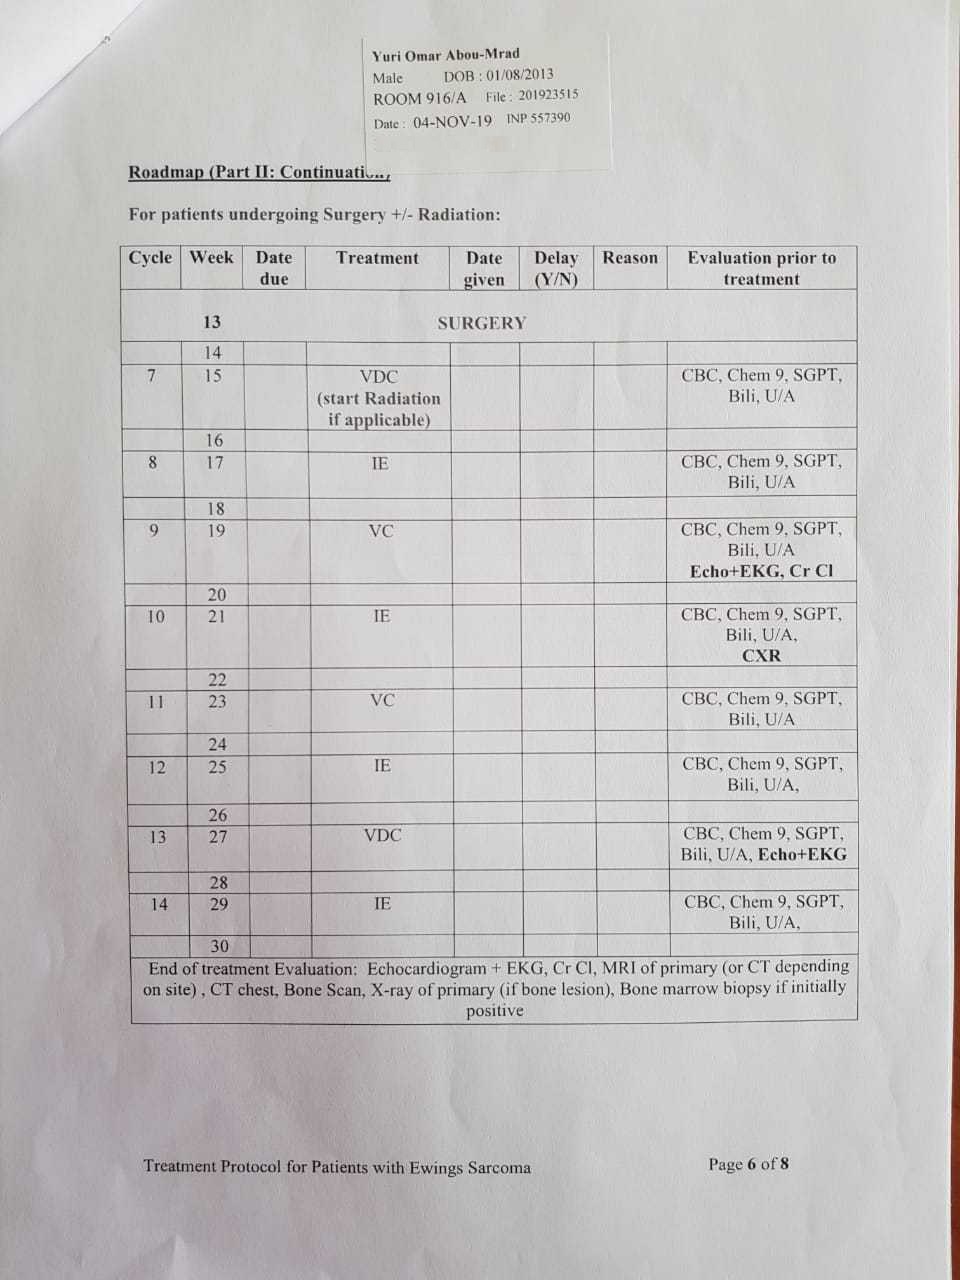 Yuri Omar Abou-Mrad
Male DOB : 01/08/2013
ROOM 916/A File : 201923515
Date : 04-NOV-19 INP 557390
Roadmap (Part II: Continuation)
For patients undergoing Surgery +/- Radiation:
Cycle Week Date due Treatment Date given Delay (Y/N) Reason Evaluation prior to treatment
13 SURGERY
14
7 15 VDC CBC, Chem 9, SGPT,
(start Radiation Bili, U/A
if applicable)
16
8 17 IE CBC, Chem 9, SGPT,
Bili, U/A
18
9 19 VC CBC, Chem 9, SGPT,
Bili, U/A
Echo+EKG, Cr Cl
20
10 21 IE CBC, Chem 9, SGPT,
Bili, U/A,
CXR
22
11 23 VC CBC, Chem 9, SGPT,
Bili, U/A
24
12 25 IE CBC, Chem 9, SGPT,
Bili, U/A,
26
13 27 VDC CBC, Chem 9, SGPT,
Bili, U/A, Echo+EKG
28
14 29 IE CBC, Chem 9, SGPT,
Bili, U/A,
30
End of treatment Evaluation: Echocardiogram + EKG, Cr Cl, MRI of primary (or CT depending
on site) , CT chest, Bone Scan, X-ray of primary (if bone lesion), Bone marrow biopsy if initially
positive
Treatment Protocol for Patients with Ewings Sarcoma Page 6 of 8